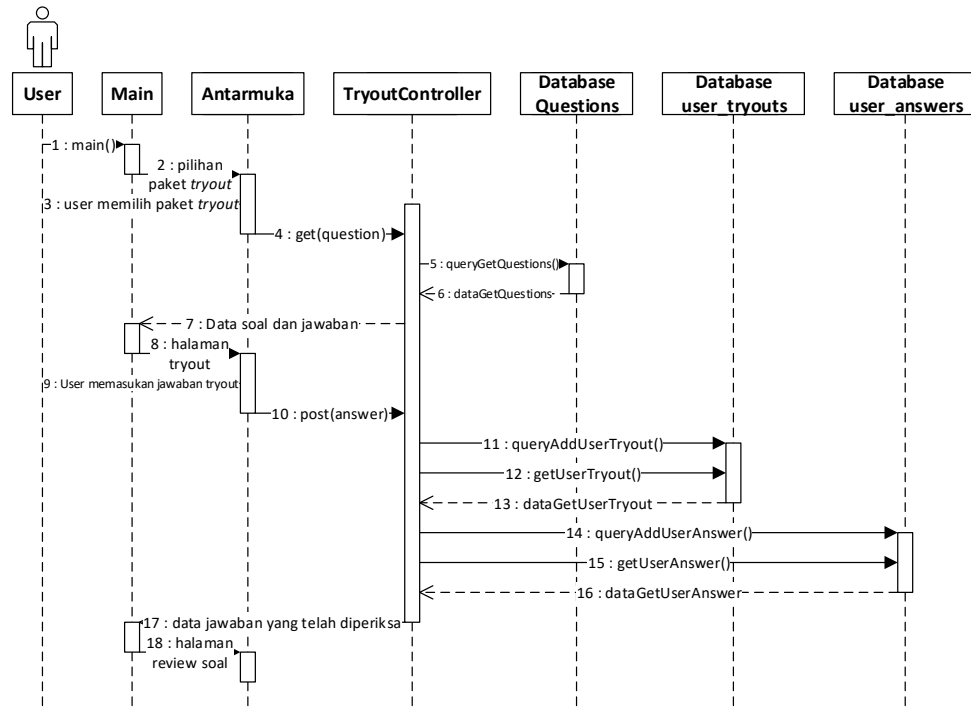 User
Main
Antarmuka
TryoutController
Database
Questions
Database
user_tryouts
Database
user_answers
1 : main()
2 : pilihan
paket tryout
3 : user memilih paket tryout
4 : get(question)
5 : queryGetQuestions()
6 : dataGetQuestions
7 : Data soal dan jawaban
8 : halaman
tryout
9 : User memasukan jawaban tryout
10 : post(answer)
11 : queryAddUserTryout()
12 : getUserTryout()
13 : dataGetUserTryout
14 : queryAddUserAnswer()
15 : getUserAnswer()
16 : dataGetUserAnswer
17 : data jawaban yang telah diperiksa
18 : halaman
review soal